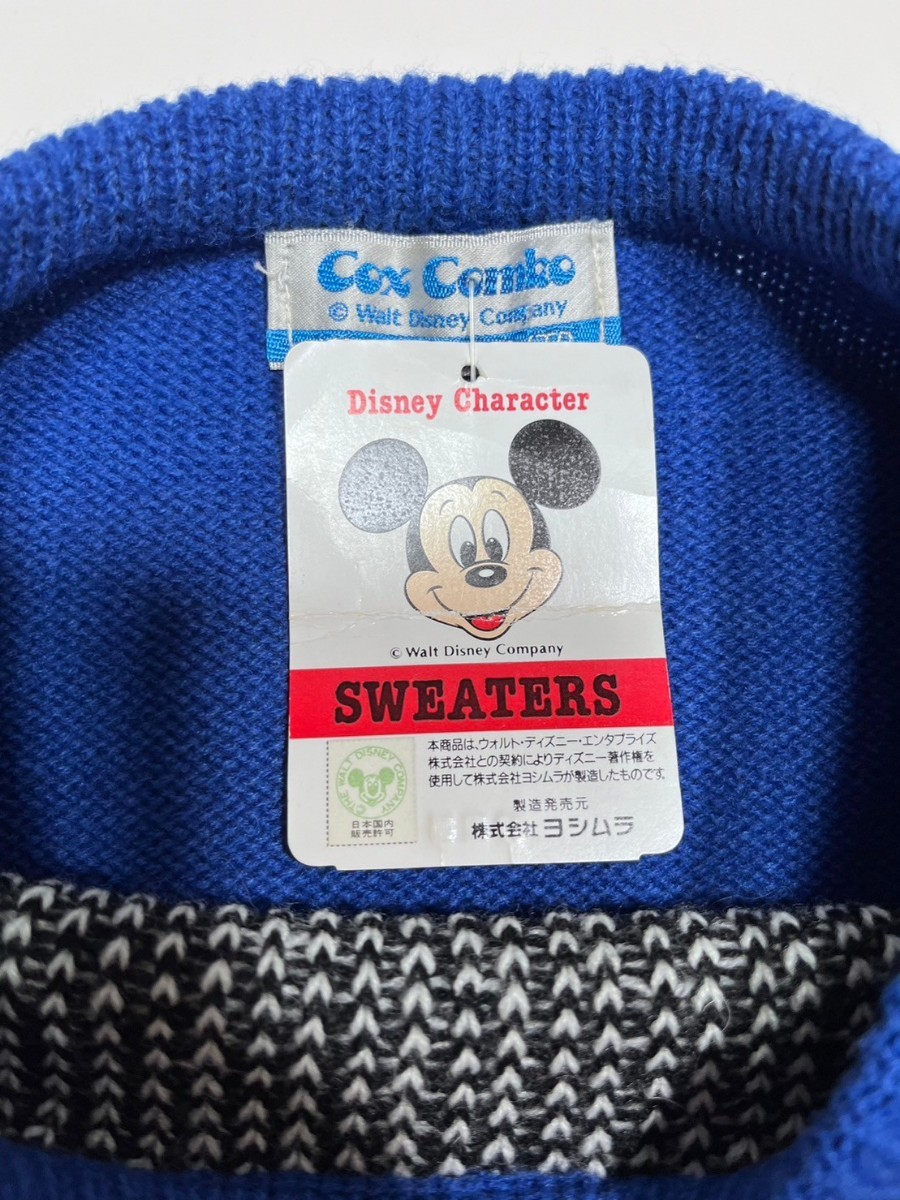 Cox Combo
© Walt Disney Company
Disney Character
© Walt Disney Company
SWEATERS
本商品は、ウォルト・ディズニー・エンタプライズ
株式会社との契約によりディズニー著作権を
使用して株式会社ヨシムラが製造したものです。
製造発売元
株式会社 ヨシムラ
©THE WALT DISNEY COMPANY
日本国内
販売許可